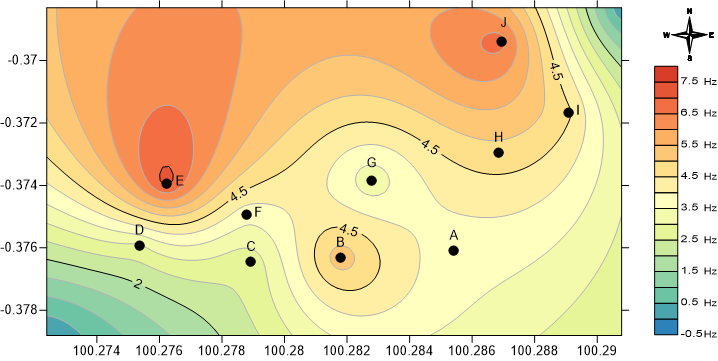 N
W E
S
J
-0.37
4.5
7.5 Hz
6.5 Hz
I
-0.372
5.5 Hz
4.5
H
G
4.5 Hz
-0.374
E
4.5
3.5 Hz
F
D
4.5
2.5 Hz
-0.376
C
B
A
1.5 Hz
2
0.5 Hz
-0.378
-0.5Hz
100.274 100.276 100.278 100.28 100.282 100.284 100.286 100.288 100.29